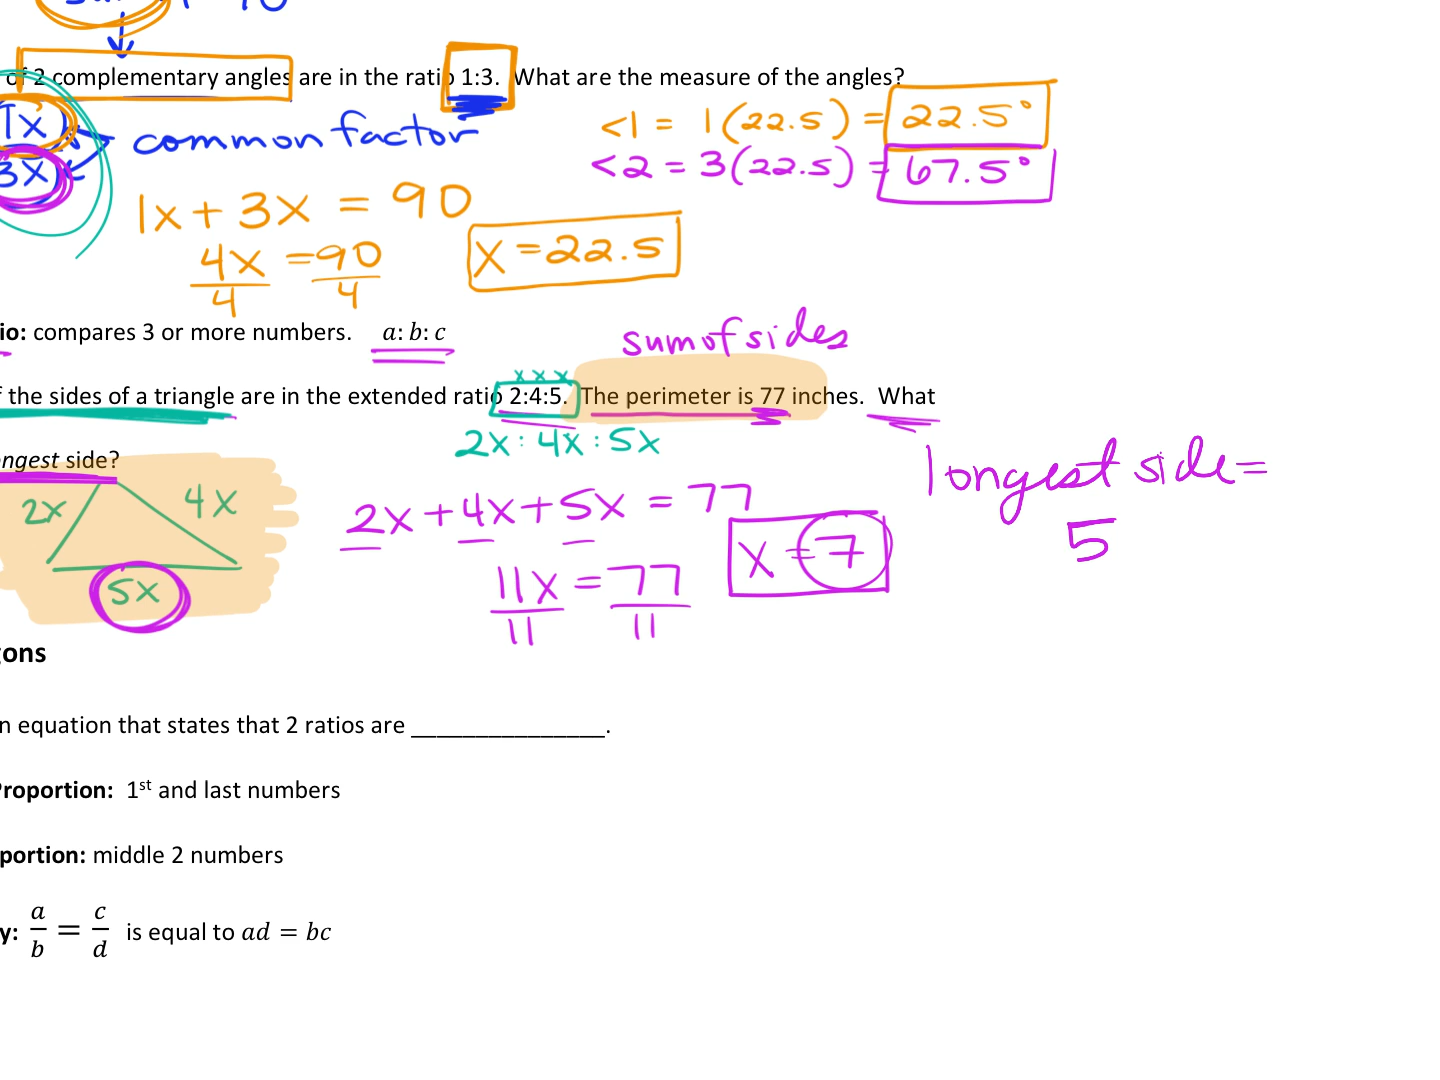 of 2 complementary angles are in the ratio 1:3. What are the measure of the angles?
1x
3x
common factor
<1 = 1(22.5) = 22.5°
<2 = 3(22.5) = 67.5°
1x + 3x = 90
4x = 90
4 4
x = 22.5
io: compares 3 or more numbers. a: b: c
sum of sides
x x x
f the sides of a triangle are in the extended ratio 2:4:5. The perimeter is 77 inches. What
2x : 4x : 5x
ngest side?
longest side =
5
2x 4x
5x
2x + 4x + 5x = 77
x = 7
11x = 77
11 11
gons
n equation that states that 2 ratios are _______________.
Proportion: 1st and last numbers
portion: middle 2 numbers
y: a/b = c/d is equal to ad = bc